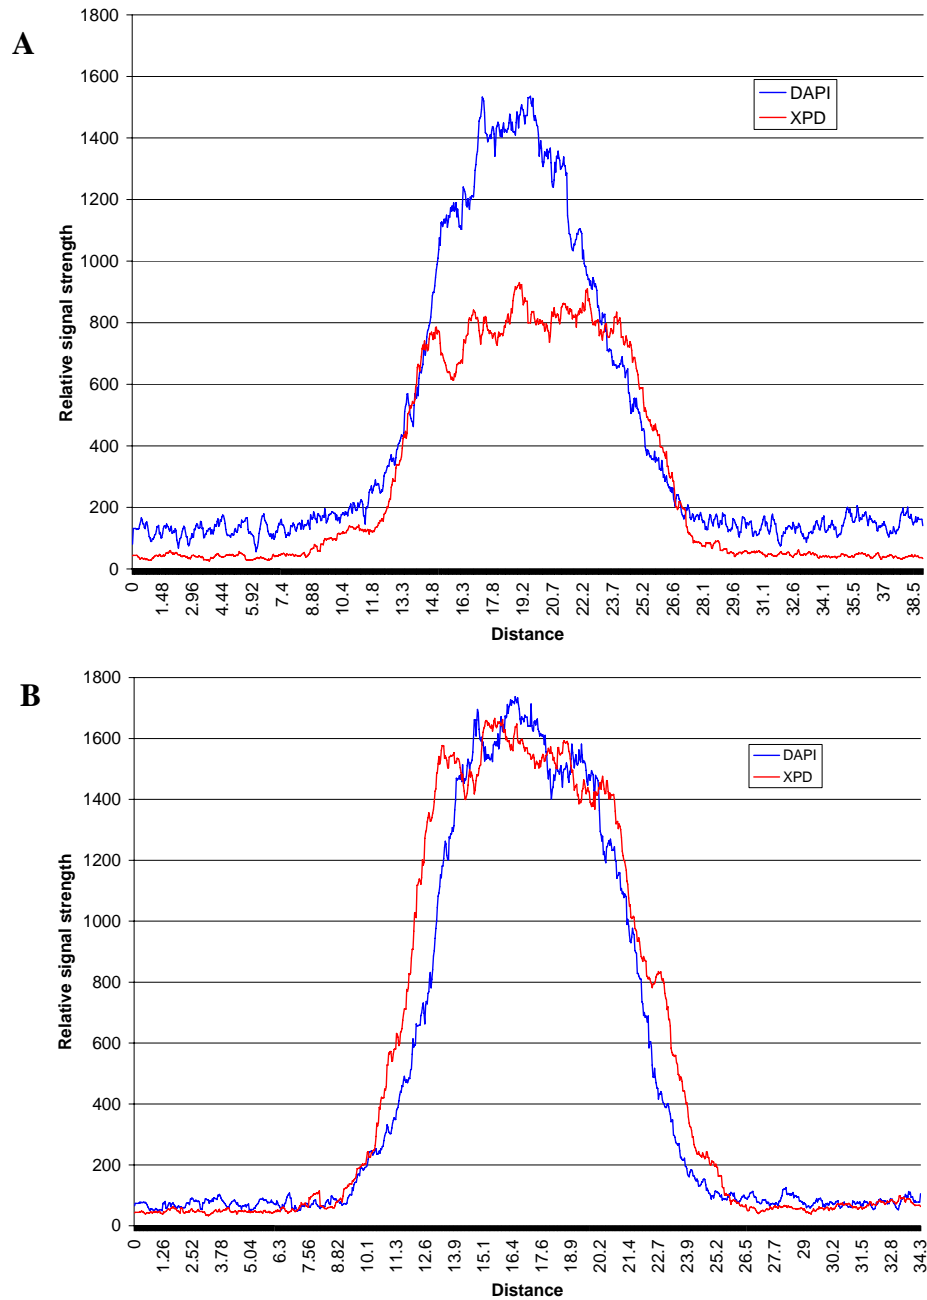 A
1800
1600
1400
1200
1000
800
600
400
200
0
Relative signal strength
DAPI
XPD
0 1.48 2.96 4.44 5.92 7.4 8.88 10.4 11.8 13.3 14.8 16.3 17.8 19.2 20.7 22.2 23.7 25.2 26.6 28.1 29.6 31.1 32.6 34.1 35.5 37 38.5
Distance
B
1800
1600
1400
1200
1000
800
600
400
200
0
Relative signal strength
DAPI
XPD
0 1.26 2.52 3.78 5.04 6.3 7.56 8.82 10.1 11.3 12.6 13.9 15.1 16.4 17.6 18.9 20.2 21.4 22.7 23.9 25.2 26.5 27.7 29 30.2 31.5 32.8 34.3
Distance